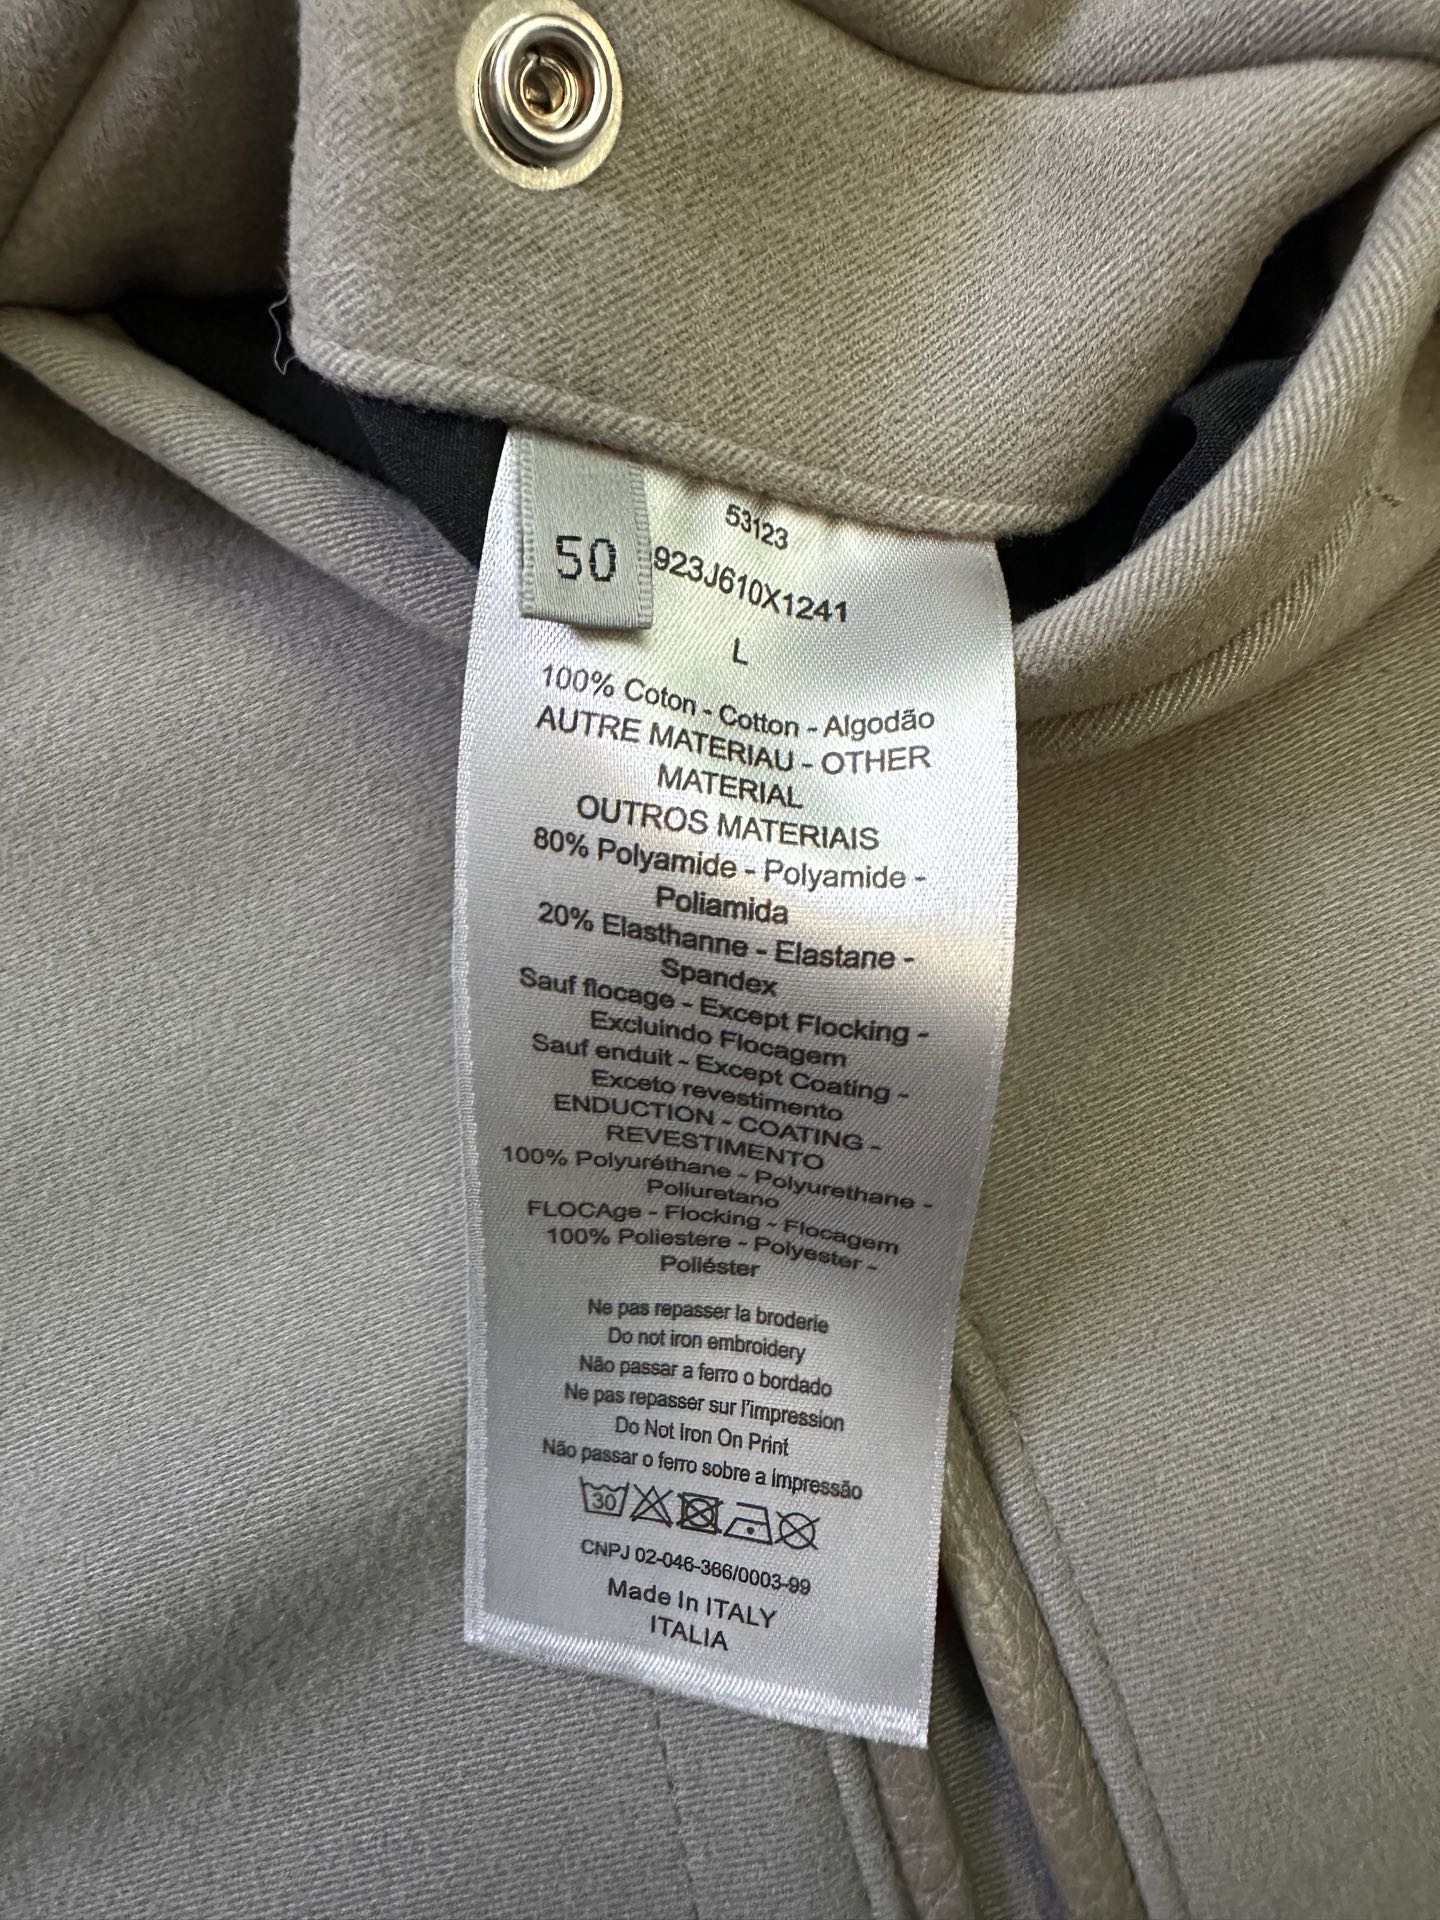 50
53123
923J610X1241
L
100% Coton - Cotton - Algodão
AUTRE MATERIAU - OTHER
MATERIAL
OUTROS MATERIAIS
80% Polyamide - Polyamide -
Poliamida
20% Elasthanne - Elastane -
Spandex
Sauf flocage - Except Flocking -
Excluindo Flocagem
Sauf enduit - Except Coating -
Exceto revestimento
ENDUCTION - COATING -
REVESTIMENTO
100% Polyuréthane - Polyurethane -
Poliuretano
FLOCAge - Flocking - Flocagem
100% Poliestere - Polyester -
Poliéster
Ne pas repasser la broderie
Do not iron embroidery
Não passar a ferro o bordado
Ne pas repasser sur l'impression
Do Not Iron On Print
Não passar o ferro sobre a impressão
30
CNPJ 02-046-366/0003-99
Made In ITALY
ITALIA